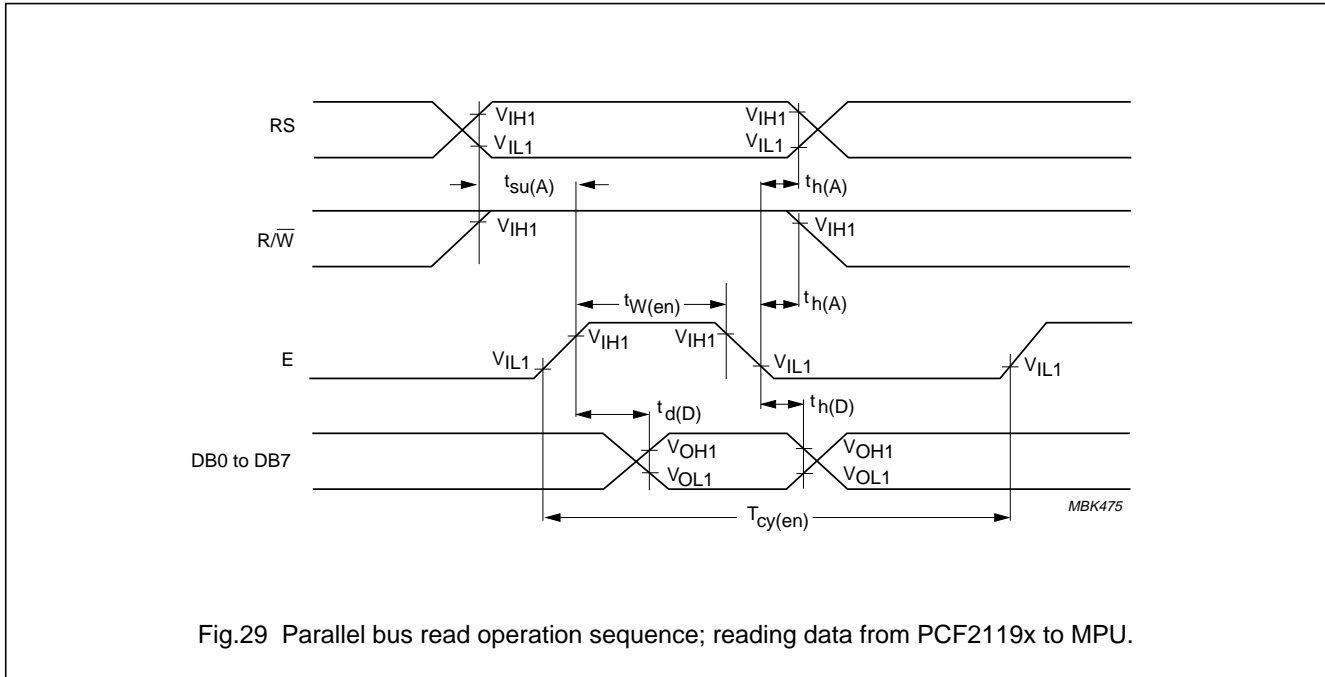 RS
VIH1
VIL1
VIH1
VIL1
tsu(A)
th(A)
R/W̅
VIH1
VIH1
tW(en)
th(A)
E
VIL1
VIH1
VIH1
VIL1
VIL1
td(D)
th(D)
DB0 to DB7
VOH1
VOL1
VOH1
VOL1
MBK475
Tcy(en)
Fig.29 Parallel bus read operation sequence; reading data from PCF2119x to MPU.